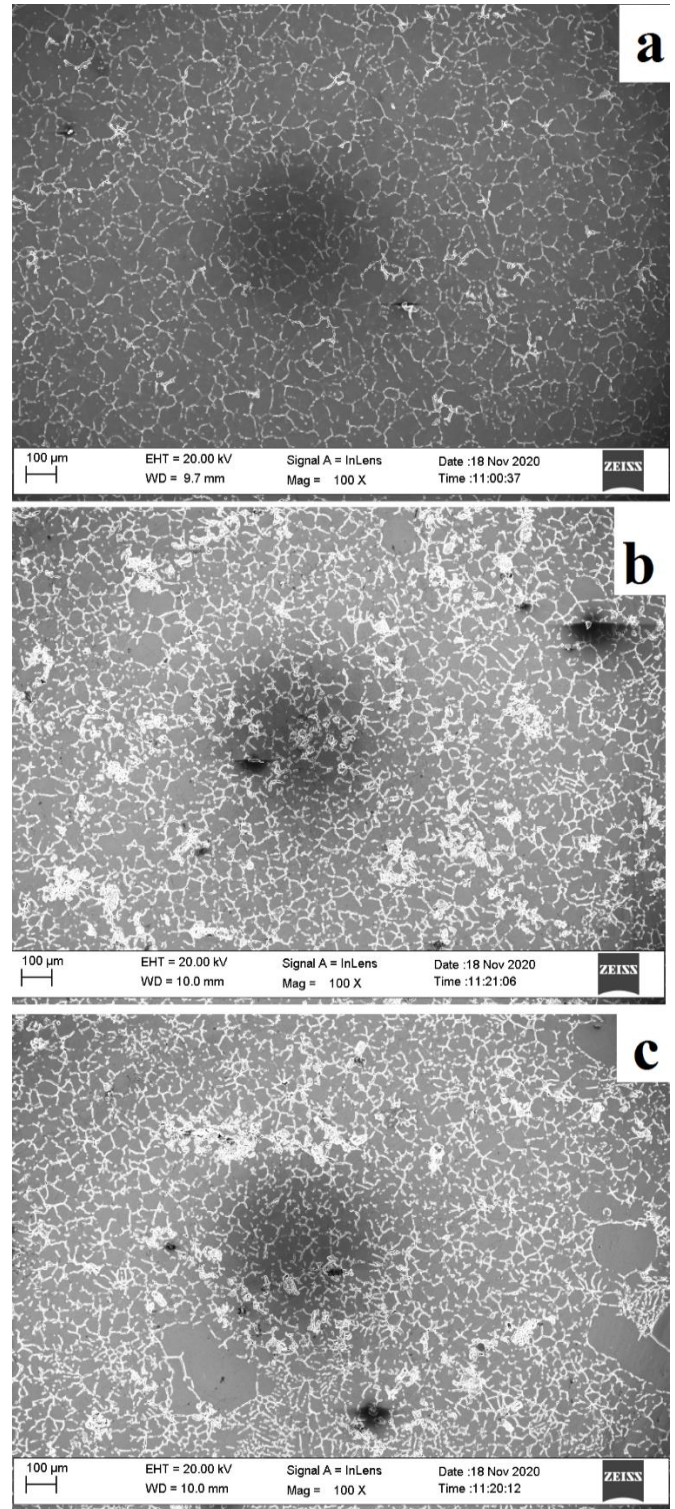 a
100 µm
EHT = 20.00 kV
Signal A = InLens
Date :18 Nov 2020
ZEISS
WD = 9.7 mm
Mag = 100 X
Time :11:00:37
b
100 µm
EHT = 20.00 kV
Signal A = InLens
Date :18 Nov 2020
ZEISS
WD = 10.0 mm
Mag = 100 X
Time :11:21:06
c
100 µm
EHT = 20.00 kV
Signal A = InLens
Date :18 Nov 2020
ZEISS
WD = 10.0 mm
Mag = 100 X
Time :11:20:12